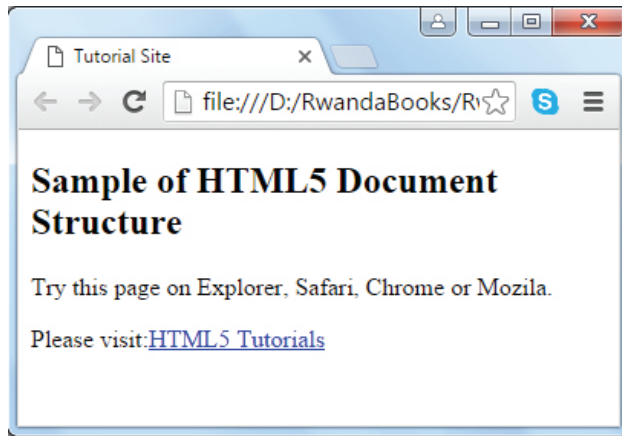 Tutorial Site
file:///D:/RwandaBooks/R
S
Sample of HTML5 Document
Structure
Try this page on Explorer, Safari, Chrome or Mozila.
Please visit:HTML5 Tutorials